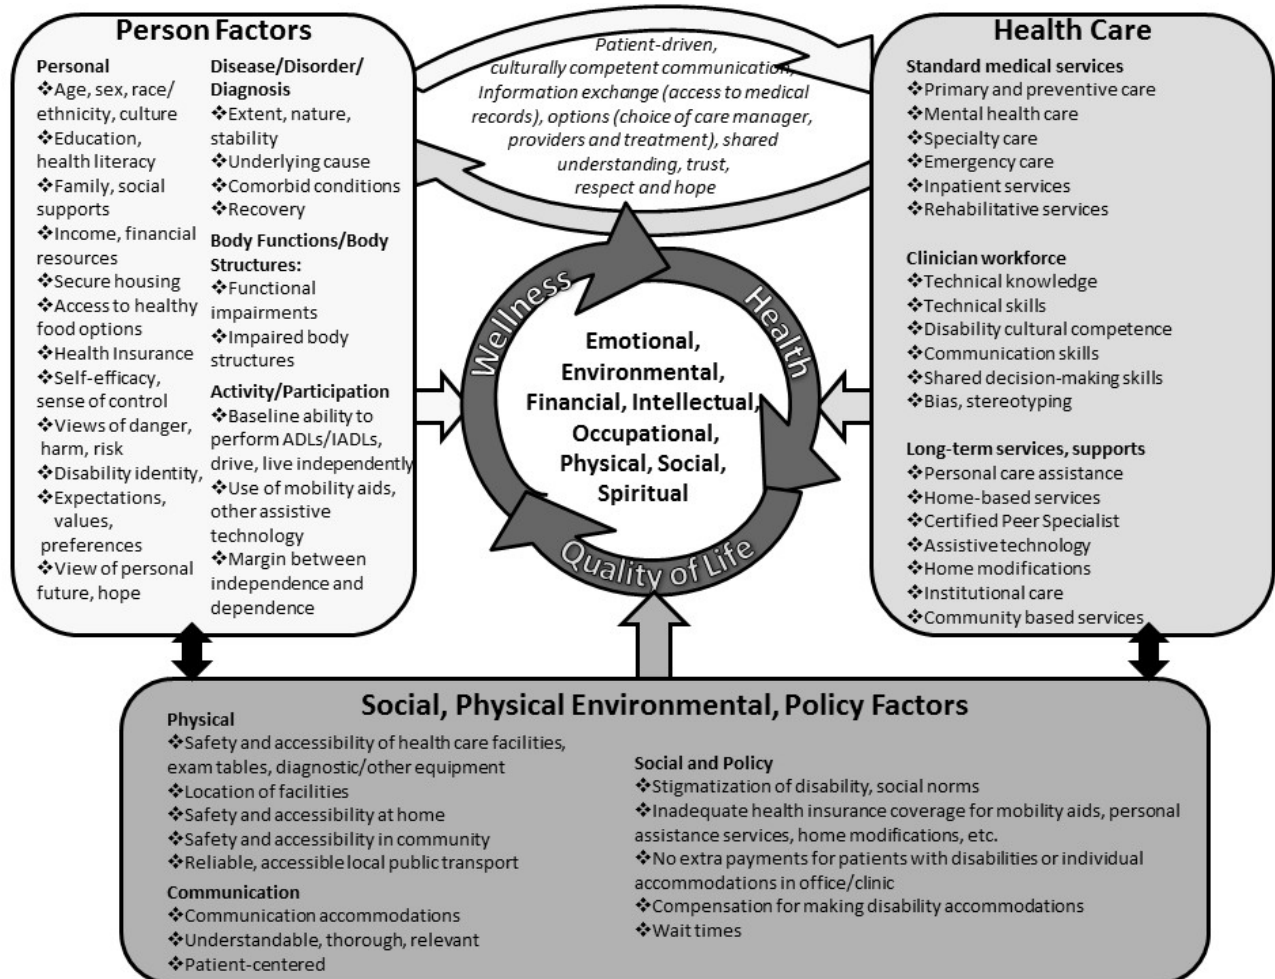 Person Factors
Personal
❖Age, sex, race/
ethnicity, culture
❖Education,
health literacy
❖Family, social
supports
❖Income, financial
resources
❖Secure housing
❖Access to healthy
food options
❖Health Insurance
❖Self-efficacy,
sense of control
❖Views of danger,
harm, risk
❖Disability identity,
❖Expectations,
values,
preferences
❖View of personal
future, hope
Disease/Disorder/
Diagnosis
❖Extent, nature,
stability
❖Underlying cause
❖Comorbid conditions
❖Recovery
Body Functions/Body
Structures:
❖Functional
impairments
❖Impaired body
structures
Activity/Participation
❖Baseline ability to
perform ADLs/IADLs,
drive, live independently
❖Use of mobility aids,
other assistive
technology
❖Margin between
independence and
dependence
Patient-driven,
culturally competent communication,
Information exchange (access to medical
records), options (choice of care manager,
providers and treatment), shared
understanding, trust,
respect and hope
Wellness
Health
Quality of Life
Emotional,
Environmental,
Financial, Intellectual,
Occupational,
Physical, Social,
Spiritual
Health Care
Standard medical services
❖Primary and preventive care
❖Mental health care
❖Specialty care
❖Emergency care
❖Inpatient services
❖Rehabilitative services
Clinician workforce
❖Technical knowledge
❖Technical skills
❖Disability cultural competence
❖Communication skills
❖Shared decision-making skills
❖Bias, stereotyping
Long-term services, supports
❖Personal care assistance
❖Home-based services
❖Certified Peer Specialist
❖Assistive technology
❖Home modifications
❖Institutional care
❖Community based services
Social, Physical Environmental, Policy Factors
Physical
❖Safety and accessibility of health care facilities,
exam tables, diagnostic/other equipment
❖Location of facilities
❖Safety and accessibility at home
❖Safety and accessibility in community
❖Reliable, accessible local public transport
Communication
❖Communication accommodations
❖Understandable, thorough, relevant
❖Patient-centered
Social and Policy
❖Stigmatization of disability, social norms
❖Inadequate health insurance coverage for mobility aids, personal
assistance services, home modifications, etc.
❖No extra payments for patients with disabilities or individual
accommodations in office/clinic
❖Compensation for making disability accommodations
❖Wait times